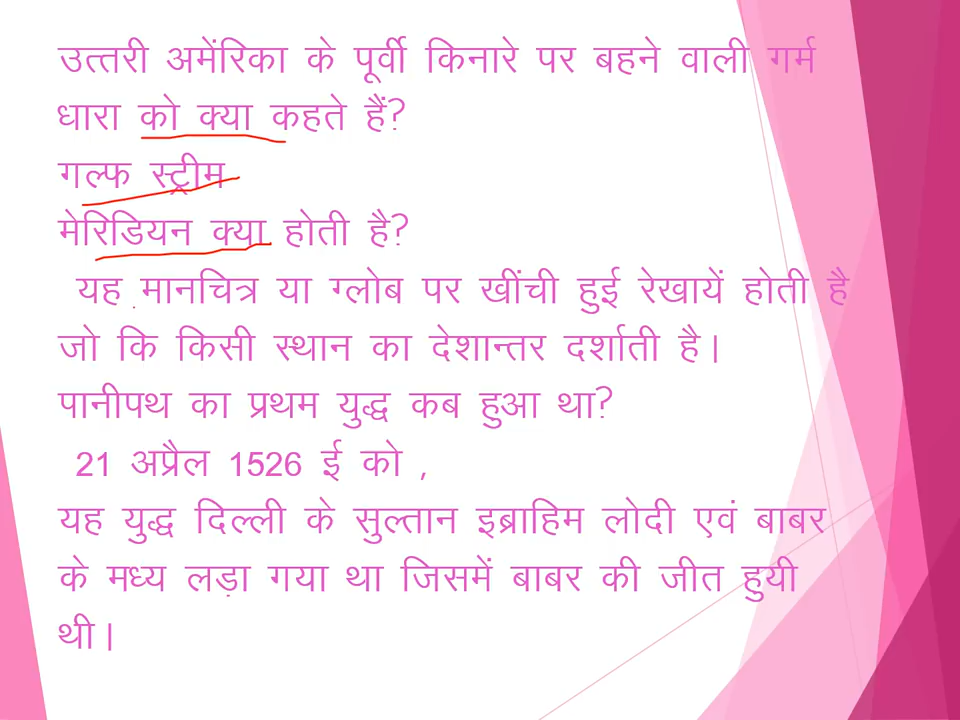 उत्तरी अमेंरिका के पूर्वी किनारे पर बहने वाली गर्म
धारा को क्या कहते हैं?
गल्फ स्ट्रीम
मेरिडियन क्या होती है?
यह मानचित्र या ग्लोब पर खींची हुई रेखायें होती है
जो कि किसी स्थान का देशान्तर दर्शाती है।
पानीपथ का प्रथम युद्ध कब हुआ था?
21 अप्रैल 1526 ई को ,
यह युद्ध दिल्ली के सुल्तान इब्राहिम लोदी एवं बाबर
के मध्य लड़ा गया था जिसमें बाबर की जीत हुयी
थी।